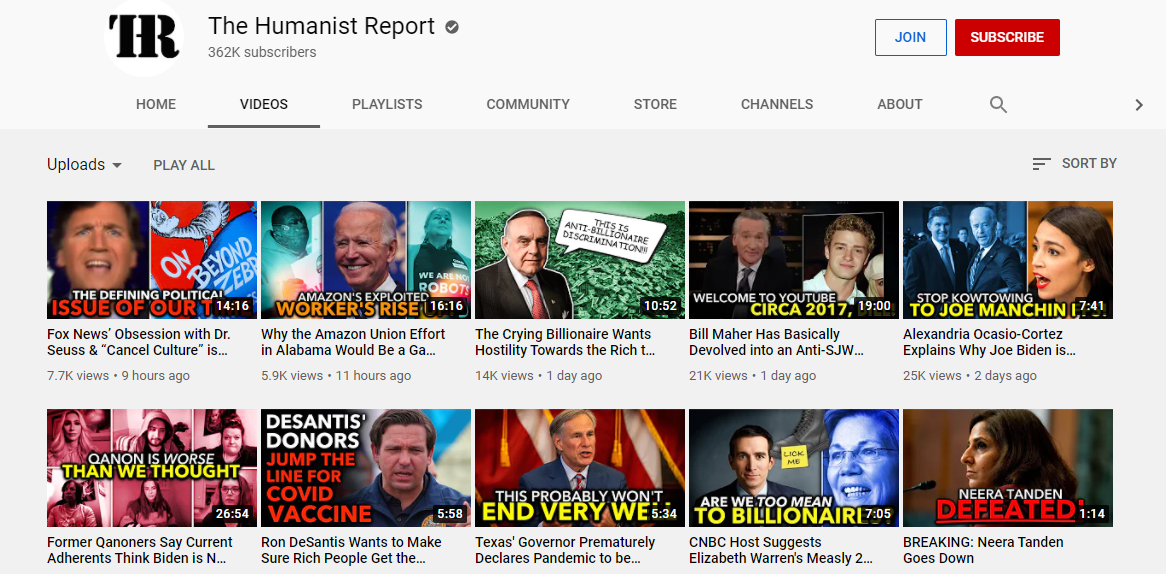 THR
The Humanist Report
362K subscribers
JOIN
SUBSCRIBE
HOME
VIDEOS
PLAYLISTS
COMMUNITY
STORE
CHANNELS
ABOUT
Uploads
PLAY ALL
SORT BY
ON
BEYOND
ZEB
THE DEFINING POLITICAL
ISSUE OF OUR T
14:16
WE ARE NOT
ROBOTS
AMAZON'S EXPLOITED
WORKER'S RISE
16:16
THIS IS
ANTI-BILLIONAIRE
DISCRIMINATION!!!
10:52
WELCOME TO YOUTUBE
CIRCA 2017,
19:00
STOP KOWTOWING
TO JOE MANCHIN
7:41
Fox News' Obsession with Dr.
Seuss & “Cancel Culture” is...
7.7K views • 9 hours ago
Why the Amazon Union Effort
in Alabama Would Be a Ga...
5.9K views • 11 hours ago
The Crying Billionaire Wants
Hostility Towards the Rich t...
14K views • 1 day ago
Bill Maher Has Basically
Devolved into an Anti-SJW...
21K views • 1 day ago
Alexandria Ocasio-Cortez
Explains Why Joe Biden is...
25K views • 2 days ago
QANON IS WORSE
THAN WE THOUGHT
26:54
DESANTIS'
DONORS
JUMP THE
LINE FOR
COVID
VACCINE
5:58
THIS PROBABLY WON'T
END VERY WE
5:34
LICK
ME
ARE WE TOO MEAN
TO BILLIONAIRES?
7:05
NEERA TANDEN
DEFEATED
1:14
Former Qanoners Say Current
Adherents Think Biden is N...
Ron DeSantis Wants to Make
Sure Rich People Get the...
Texas' Governor Prematurely
Declares Pandemic to be...
CNBC Host Suggests
Elizabeth Warren's Measly 2...
BREAKING: Neera Tanden
Goes Down